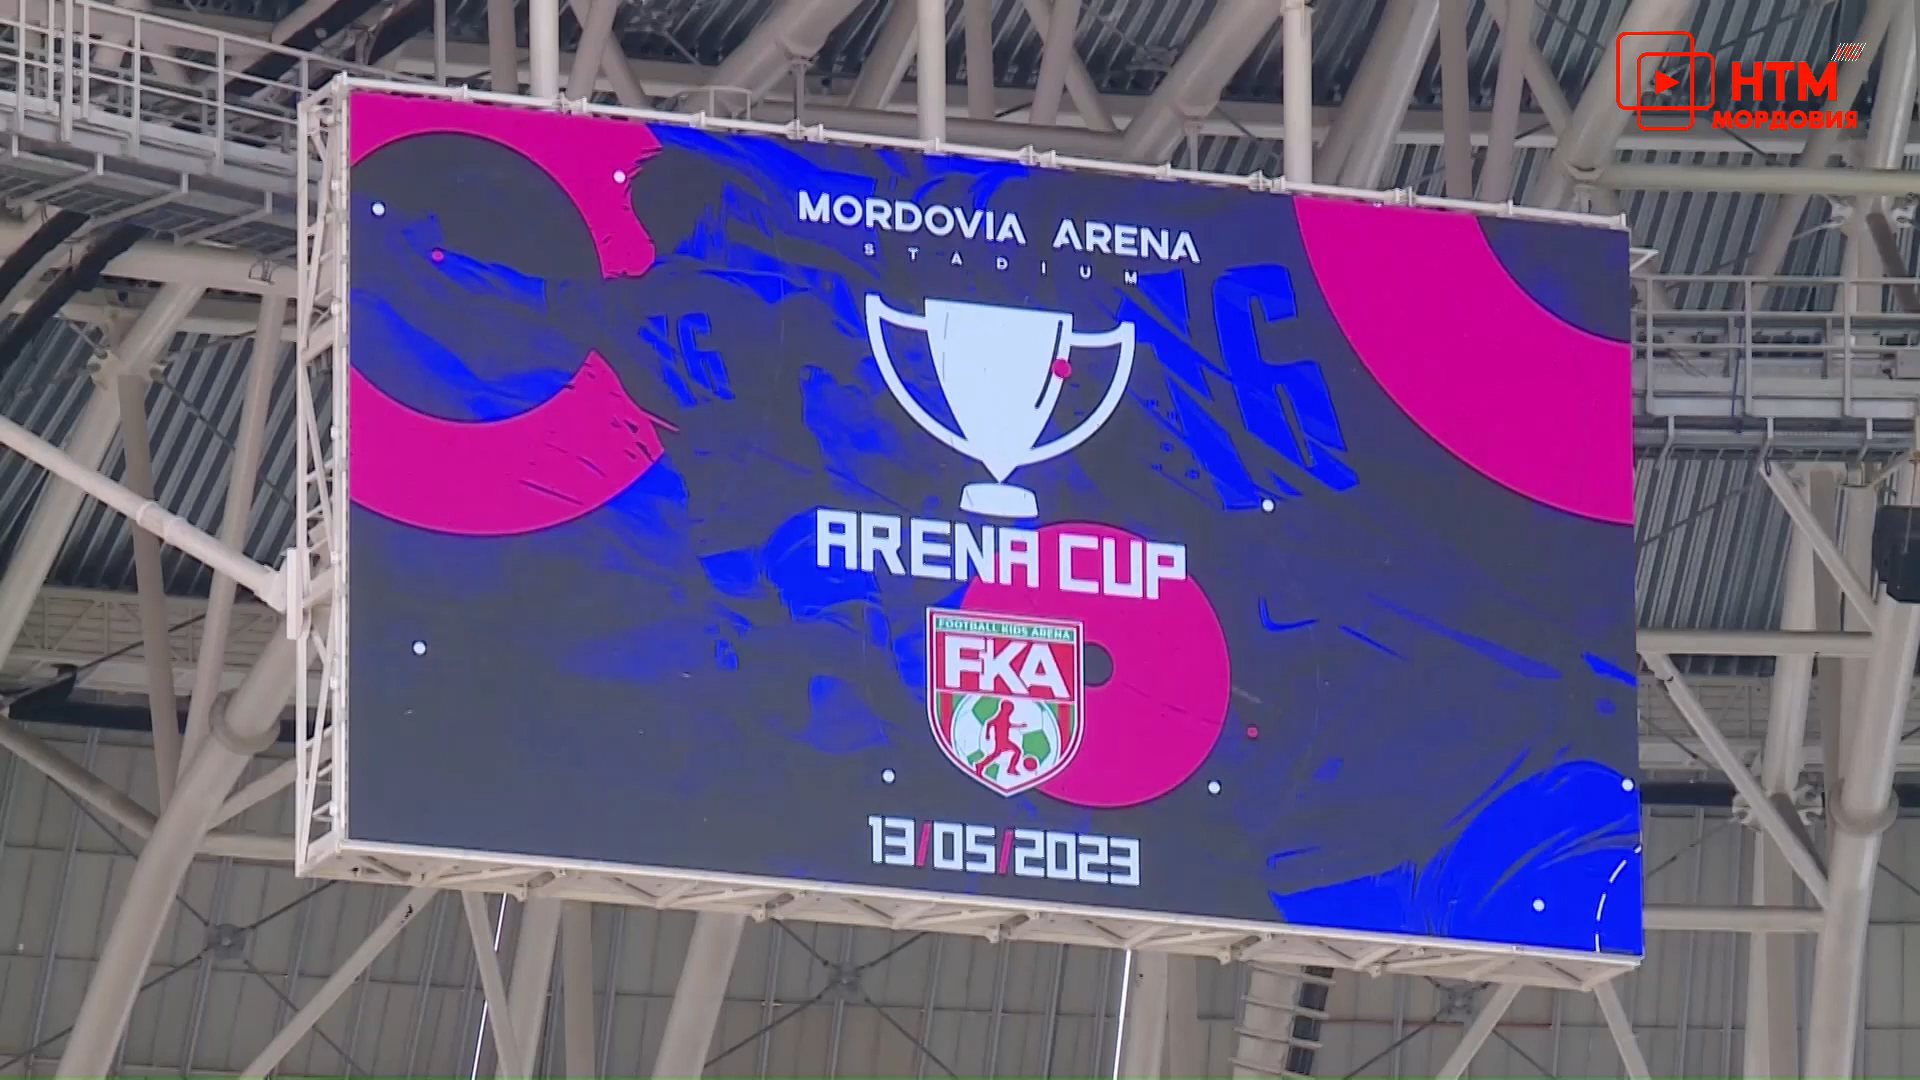 НТМ
МОРДОВИЯ
MORDOVIA ARENA
STADIUM
ARENA CUP
FOOTBALL KIDS ARENA
FKA
13/05/2023